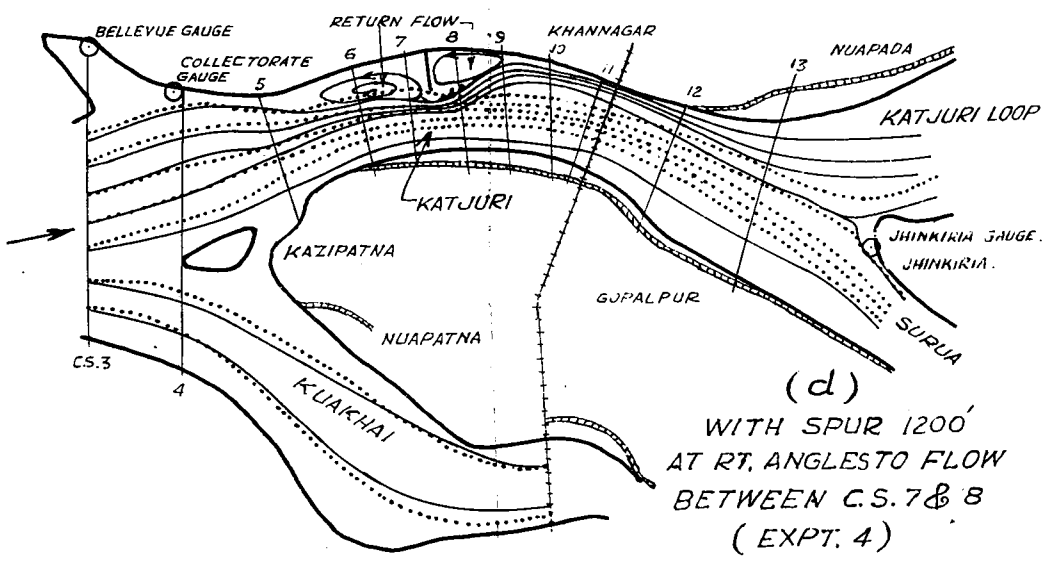 RETURN FLOW
BELLEVUE GAUGE
KHANNAGAR
NUAPADA
COLLECTORATE
GAUGE
5
6
7
8
9
10
11
12
13
KATJURI LOOP
KATJURI
KAZIPATNA
JHINKIRIA GAUGE.
JHINKIRIA.
GOPALPUR
NUAPATNA
SURUA
C.S.3
4
KUAKHAI
(d)
WITH SPUR 1200'
AT RT. ANGLESTO FLOW
BETWEEN C.S. 7 & 8
(EXPT. 4)